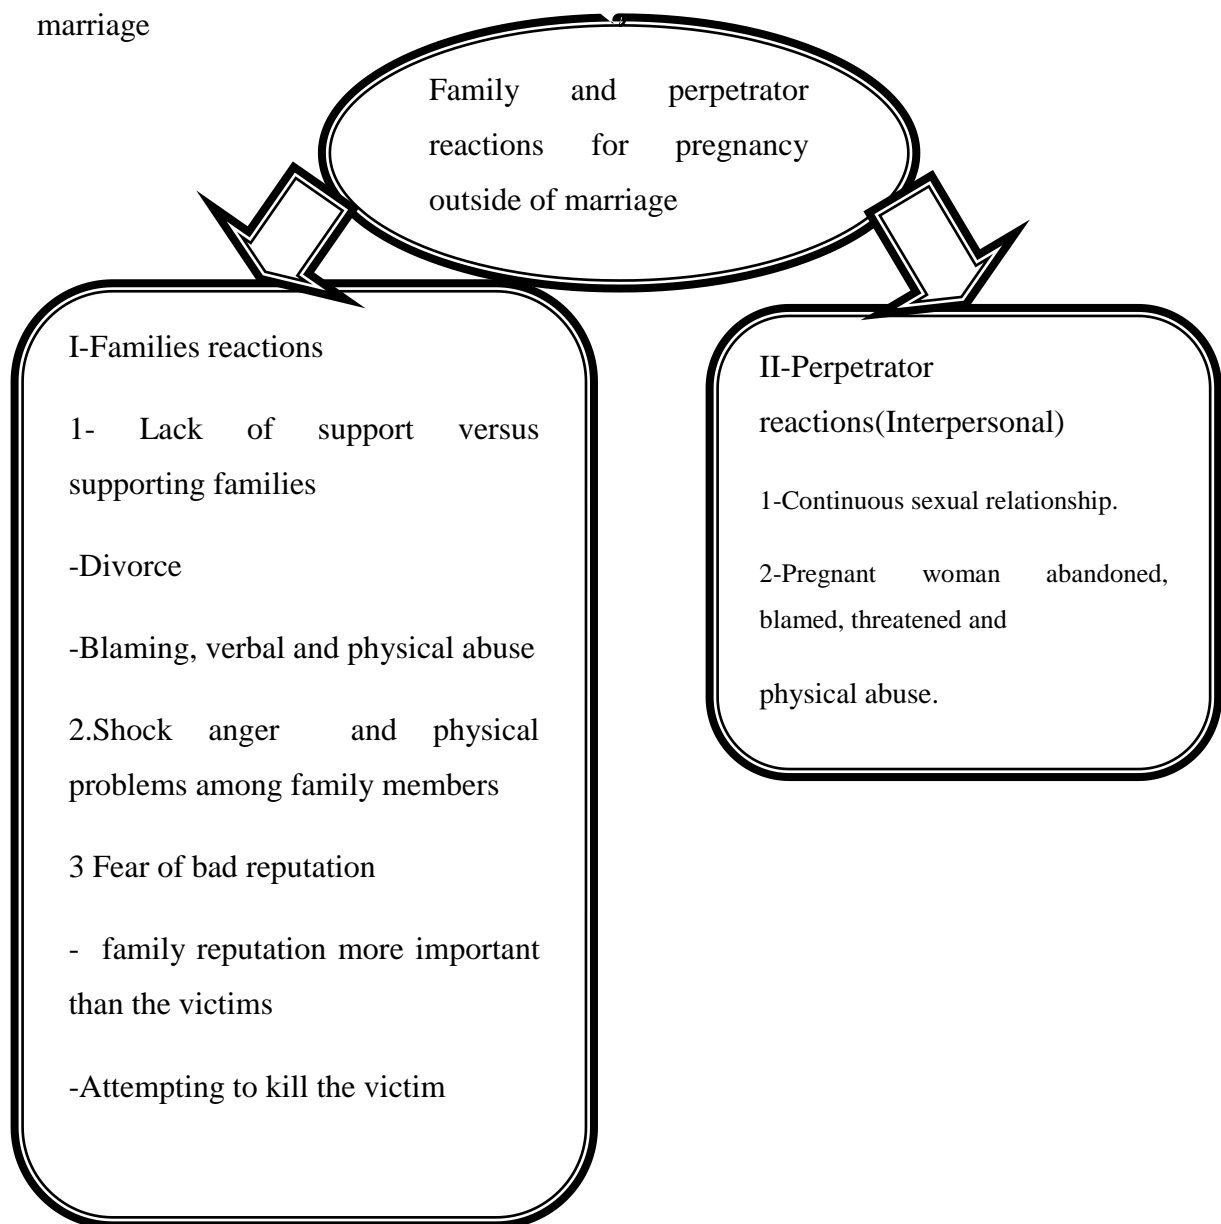 marriage
Family and perpetrator
reactions for pregnancy
outside of marriage
I-Families reactions
1- Lack of support versus
supporting families
-Divorce
-Blaming, verbal and physical abuse
2.Shock anger and physical
problems among family members
3 Fear of bad reputation
- family reputation more important
than the victims
-Attempting to kill the victim
II-Perpetrator
reactions(Interpersonal)
1-Continuous sexual relationship.
2-Pregnant woman abandoned,
blamed, threatened and
physical abuse.